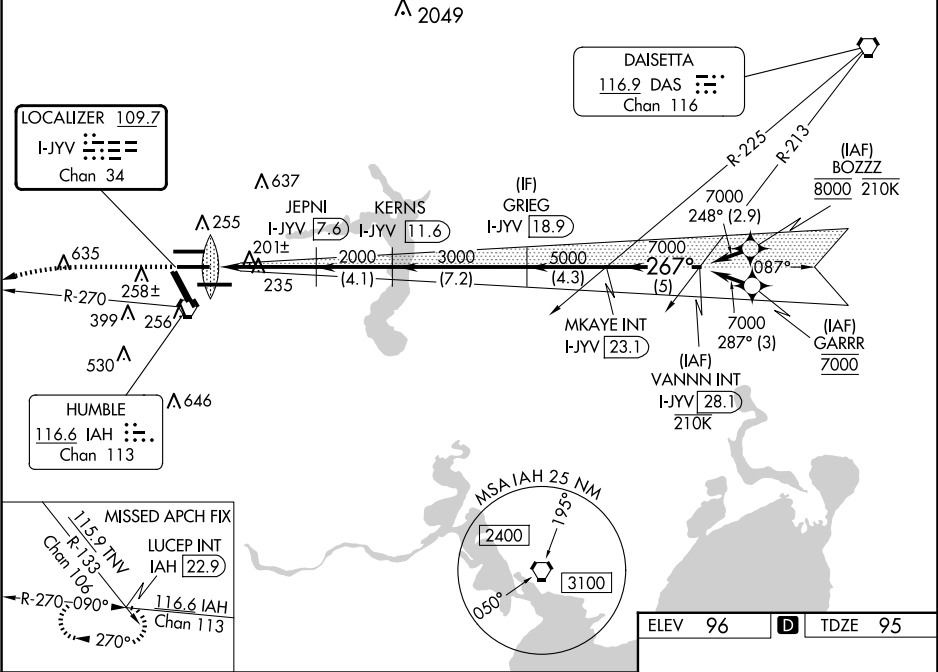 2049
DAISETTA
116.9 DAS
Chan 116
LOCALIZER 109.7
I-JYV
Chan 34
R-225
R-213
(IAF)
BOZZZ
8000 210K
7000
248° (2.9)
637
JEPNI
I-JYV 7.6
KERNS
I-JYV 11.6
(IF)
GRIEG
I-JYV 18.9
255
201±
235
2000
(4.1)
3000
(7.2)
5000
(4.3)
7000
267°
(5)
087°
635
258±
R-270
399
256
530
646
MKAYE INT
I-JYV 23.1
7000
287° (3)
(IAF)
GARRR
7000
(IAF)
VANNN INT
I-JYV 28.1
210K
HUMBLE
116.6 IAH
Chan 113
MISSED APCH FIX
115.9 TNV
R-133
Chan 106
LUCEP INT
IAH 22.9
R-270
090°
116.6 IAH
Chan 113
270°
MSA IAH 25 NM
195°
2400
3100
050°
ELEV 96 D TDZE 95